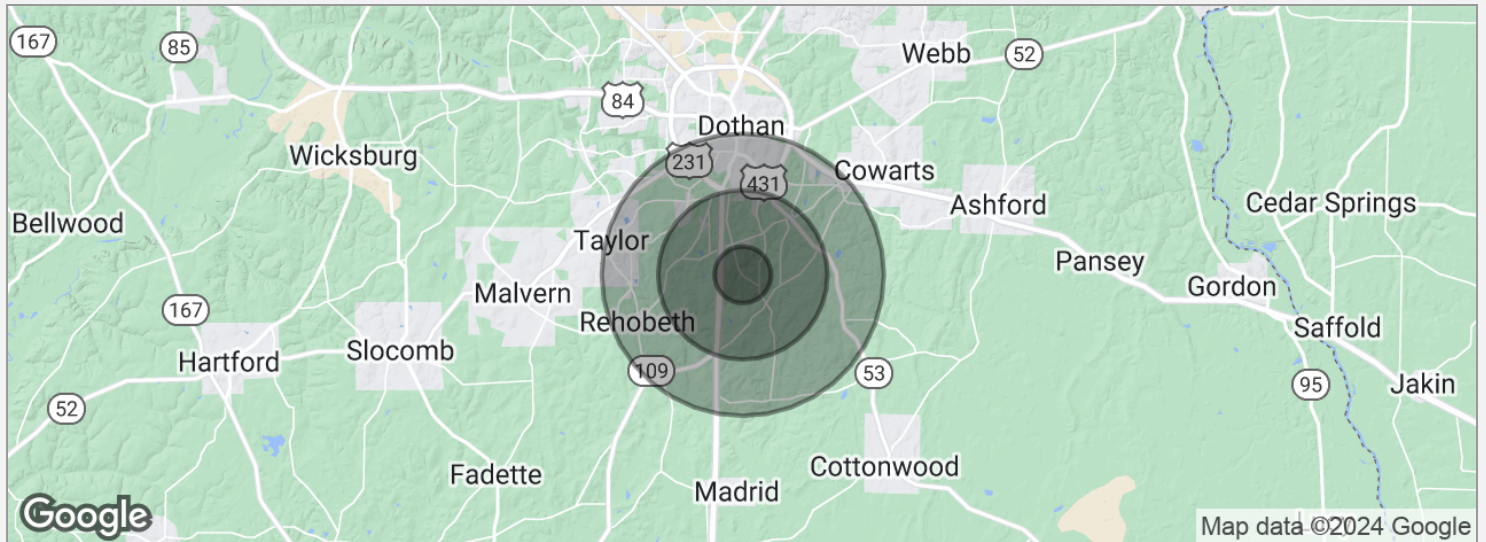 167
85
Webb
52
84
Dothan
Wicksburg
231
431
Cowarts
Ashford
Cedar Springs
Bellwood
Taylor
Pansey
Malvern
Gordon
167
Rehobeth
Saffold
Slocomb
Hartford
109
53
95
Jakin
52
Cottonwood
Fadette
Madrid
Google
Map data ©2024 Google